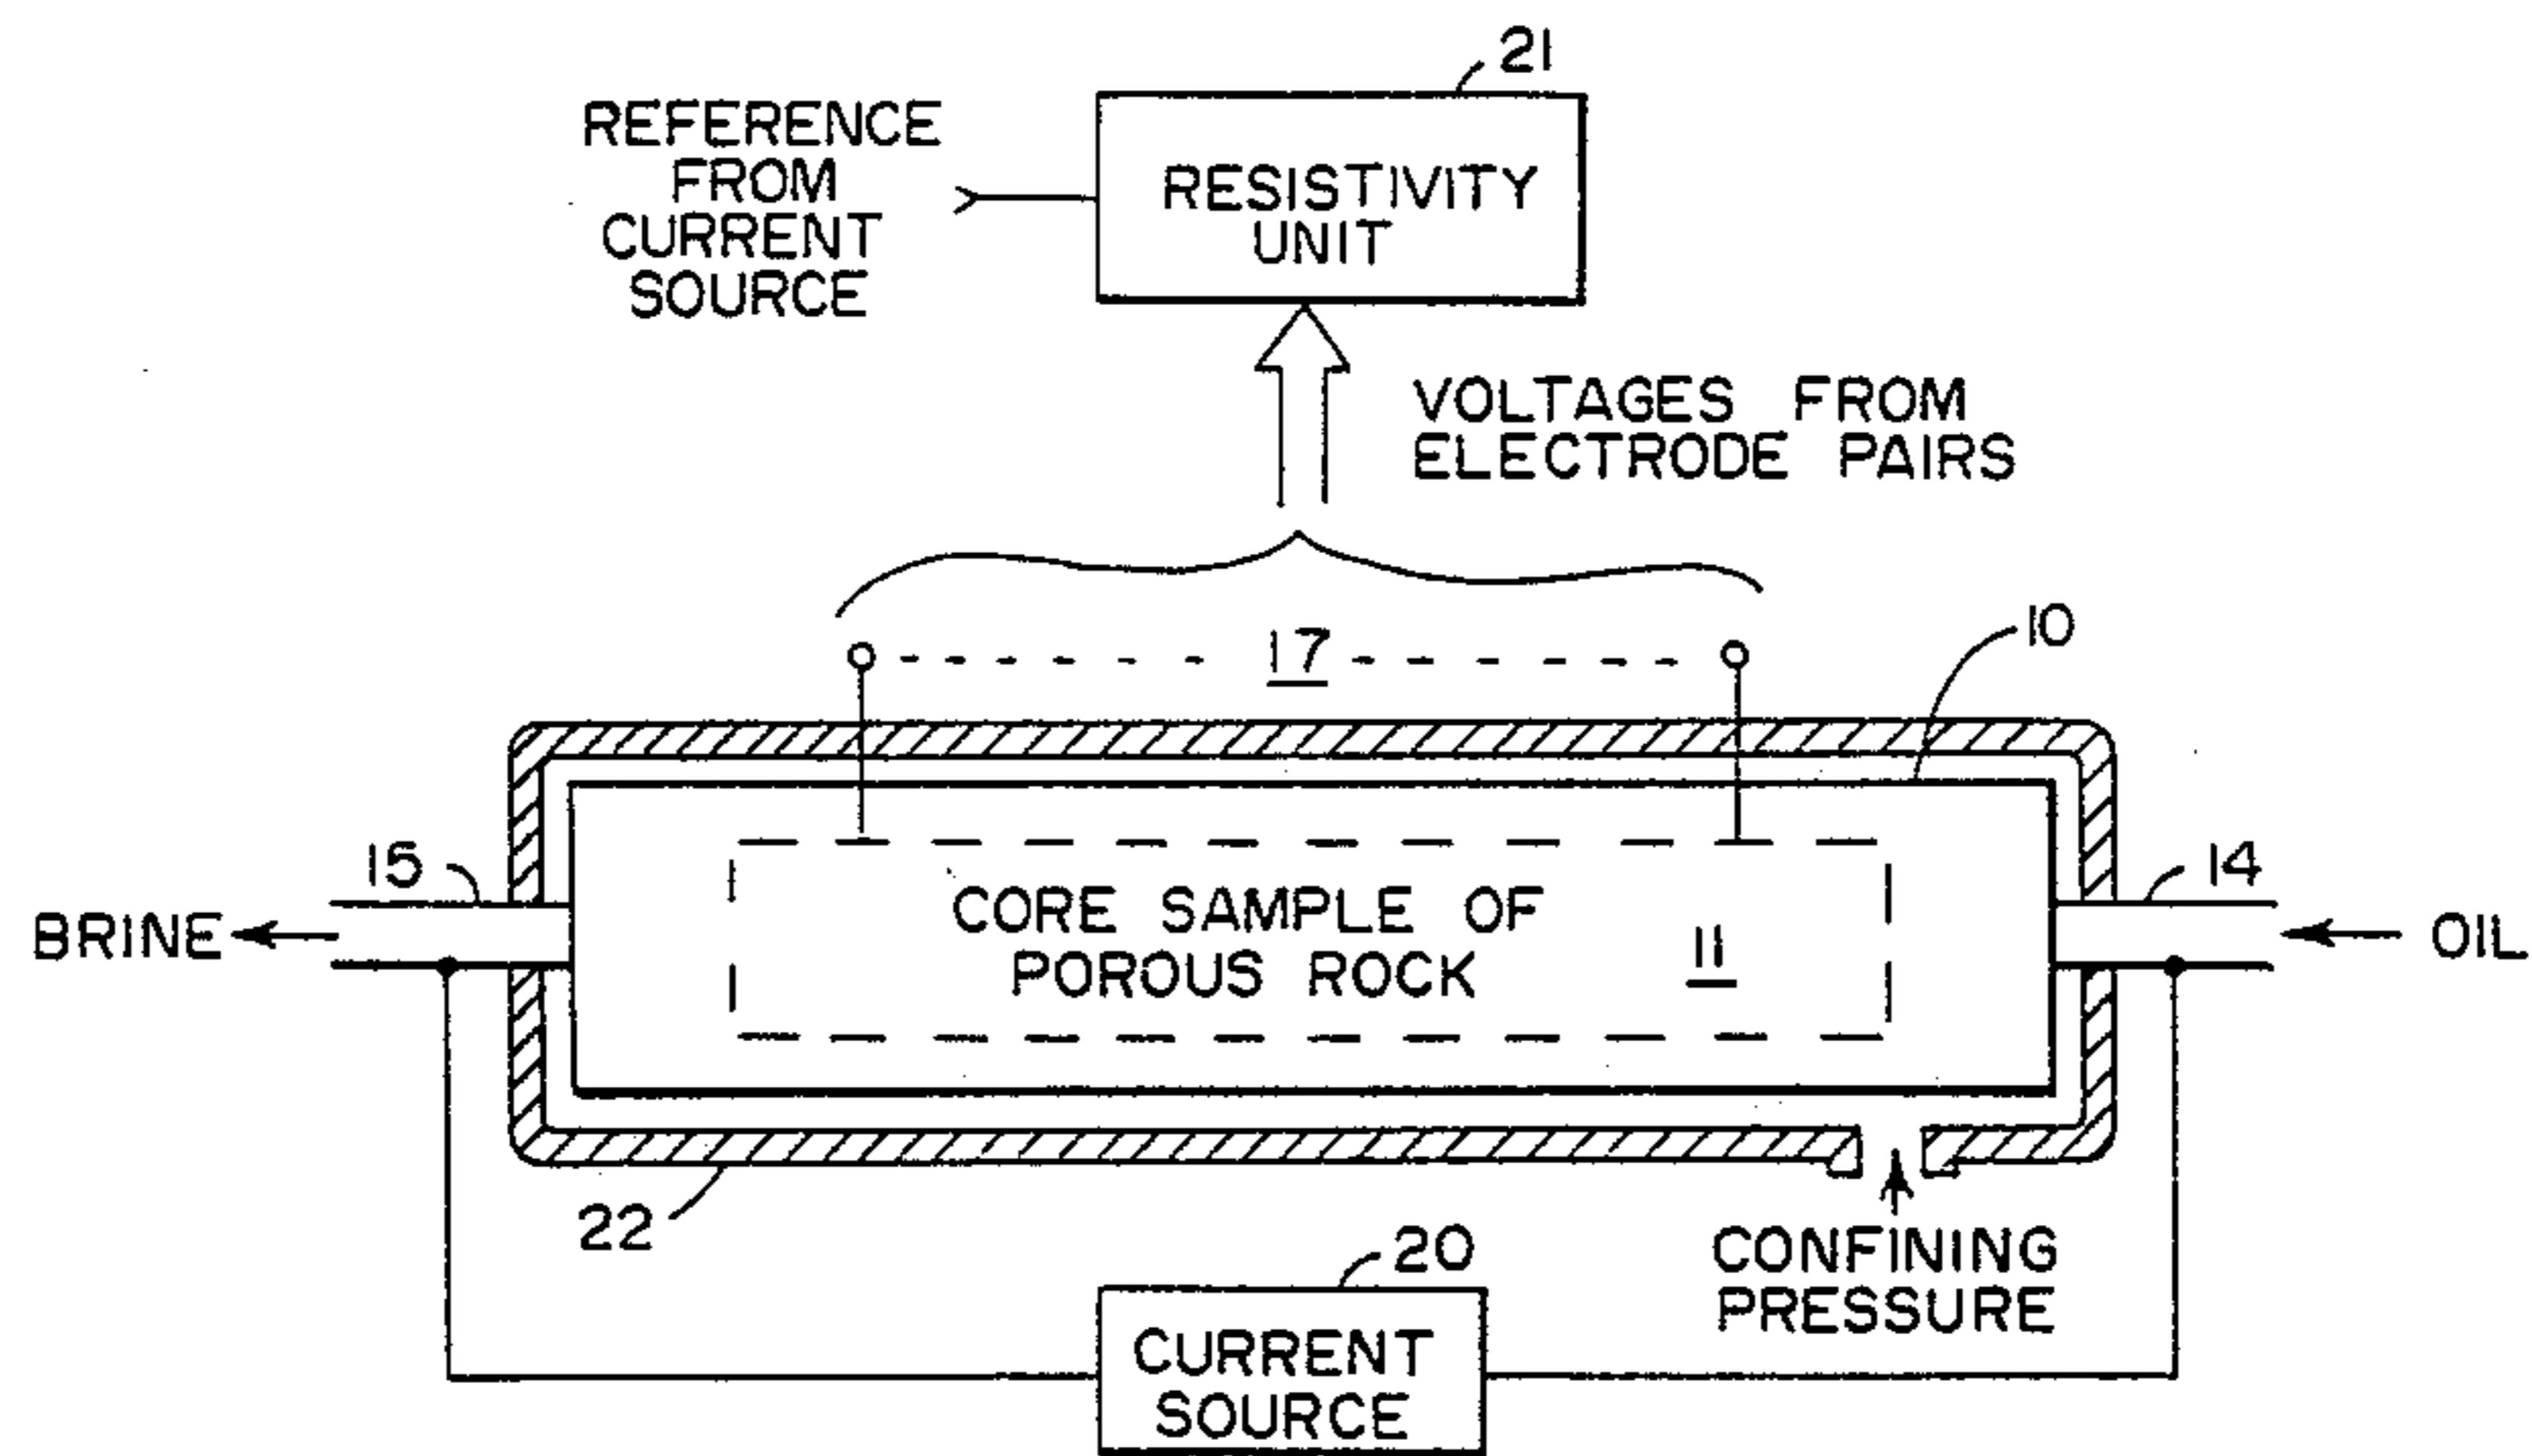 21
REFERENCE
FROM
CURRENT
SOURCE
RESISTIVITY
UNIT
VOLTAGES FROM
ELECTRODE PAIRS
17
10
15
14
BRINE
CORE SAMPLE OF
POROUS ROCK
11
OIL
22
20
CONFINING
PRESSURE
CURRENT
SOURCE